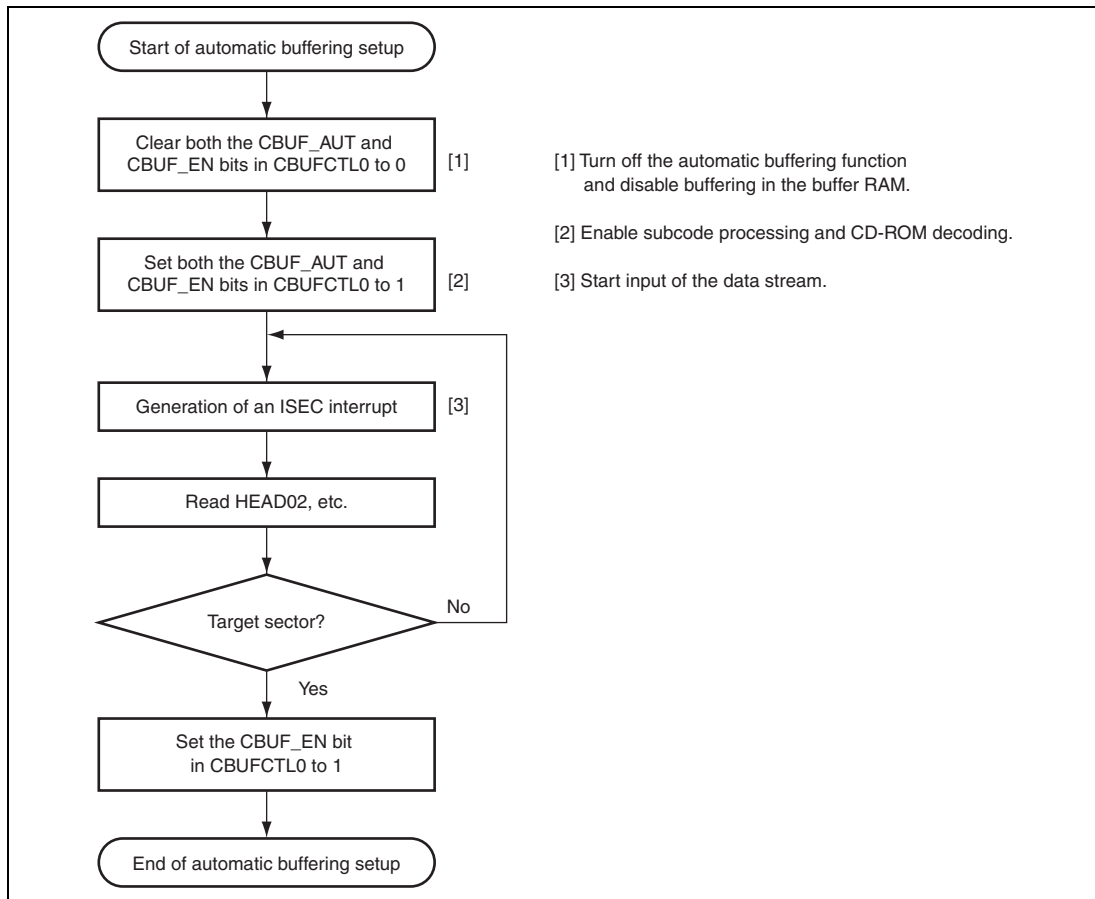 Start of automatic buffering setup
Clear both the CBUF_AUT and
CBUF_EN bits in CBUFCTL0 to 0
[1]
[1] Turn off the automatic buffering function
and disable buffering in the buffer RAM.
[2] Enable subcode processing and CD-ROM decoding.
Set both the CBUF_AUT and
CBUF_EN bits in CBUFCTL0 to 1
[2]
[3] Start input of the data stream.
Generation of an ISEC interrupt
[3]
Read HEAD02, etc.
Target sector?
No
Yes
Set the CBUF_EN bit
in CBUFCTL0 to 1
End of automatic buffering setup